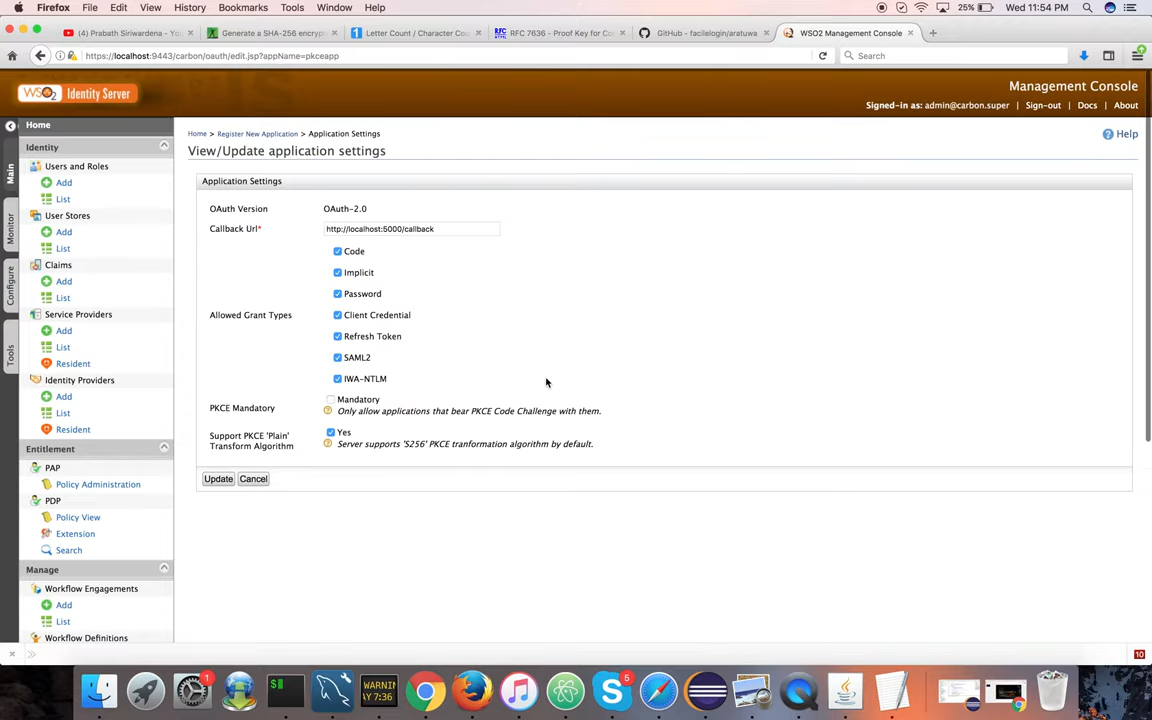 Firefox File Edit View History Bookmarks Tools Window Help 25% Wed 11:54 PM
(4) Prabath Siriwardena - Yo Generate a SHA-256 encryp Letter Count / Character Co RFC 7636 - Proof Key for Co GitHub - facilelogin/aratuwa WSO2 Management Console
https://localhost:9443/carbon/oauth/edit.jsp?appName=pkceapp Search
WSO2 Identity Server
Management Console
Signed-in as: admin@carbon.super | Sign-out | Docs | About
Main
Monitor
Configure
Tools
Home
Identity
Users and Roles
Add
List
User Stores
Add
List
Claims
Add
List
Service Providers
Add
List
Resident
Identity Providers
Add
List
Resident
Entitlement
PAP
Policy Administration
PDP
Policy View
Extension
Search
Manage
Workflow Engagements
Add
List
Workflow Definitions
Home > Register New Application > Application Settings
Help
View/Update application settings
Application Settings
OAuth Version OAuth-2.0
Callback Url* http://localhost:5000/callback
Allowed Grant Types
Code
Implicit
Password
Client Credential
Refresh Token
SAML2
IWA-NTLM
PKCE Mandatory
Mandatory
Only allow applications that bear PKCE Code Challenge with them.
Support PKCE 'Plain'
Transform Algorithm
Yes
Server supports 'S256' PKCE tranformation algorithm by default.
Update Cancel
10
1
WARNIN
AY 7:36
5